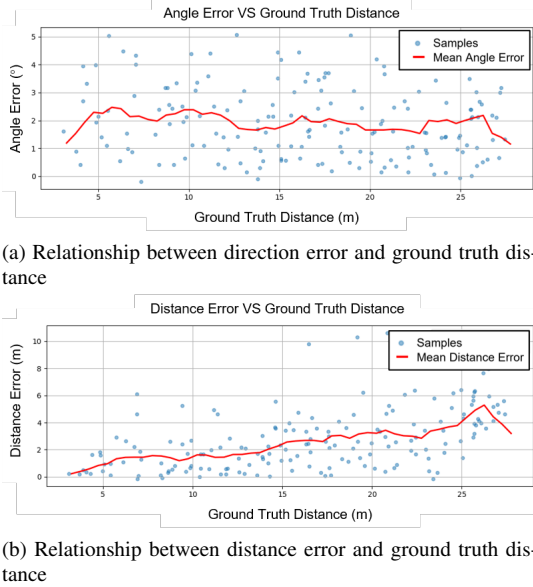 Angle Error VS Ground Truth Distance
Samples
Mean Angle Error
Angle Error (°)
5
4
3
2
1
0
5
10
15
20
25
Ground Truth Distance (m)
(a) Relationship between direction error and ground truth dis-
tance
Distance Error VS Ground Truth Distance
Samples
Mean Distance Error
Distance Error (m)
10
8
6
4
2
0
5
10
15
20
25
Ground Truth Distance (m)
(b) Relationship between distance error and ground truth dis-
tance